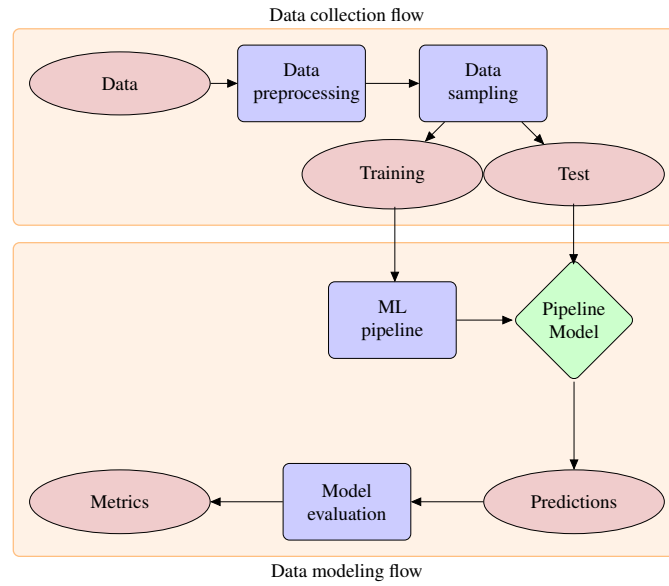 Data collection flow
Data
Data
preprocessing
Data
sampling
Training
Test
ML
pipeline
Pipeline
Model
Metrics
Model
evaluation
Predictions
Data modeling flow